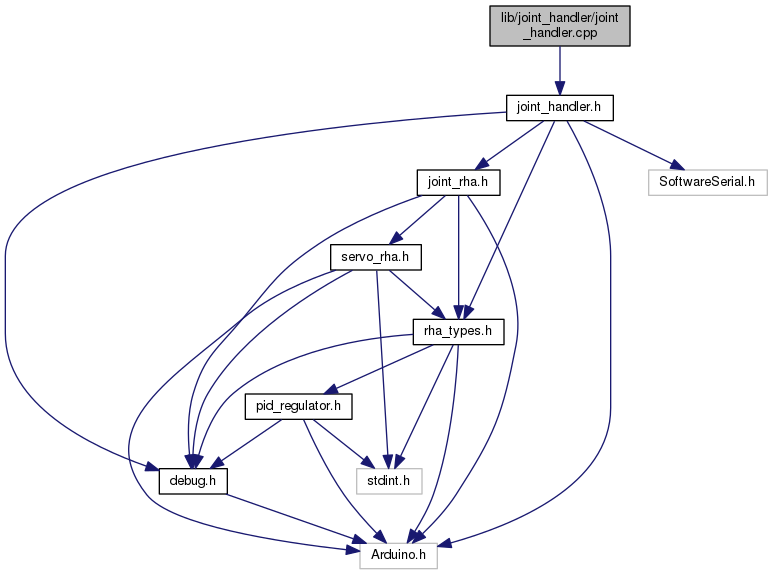 lib/joint_handler/joint
_handler.cpp
joint_handler.h
joint_rha.h
SoftwareSerial.h
servo_rha.h
rha_types.h
pid_regulator.h
debug.h
stdint.h
Arduino.h